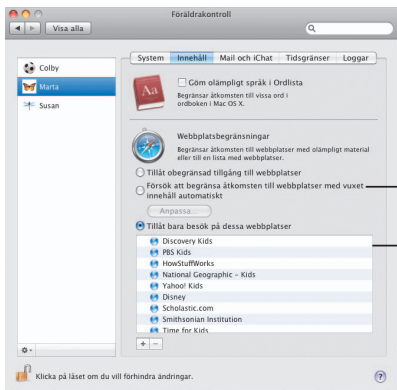 Föräldrakontroll
Visa alla
System Innehåll Mail och iChat Tidsgränser Loggar
Colby
Marta
Susan
Aa
Göm olämpligt språk i Ordlista
Begränsar åtkomsten till vissa ord i
ordboken i Mac OS X.
Webbplatsbegränsningar
Begränsar åtkomsten till webbplatser med olämpligt material
eller till en lista med webbplatser.
Tillåt obegränsad tillgång till webbplatser
Försök att begränsa åtkomsten till webbplatser med vuxet
innehåll automatiskt
Anpassa...
Tillåt bara besök på dessa webbplatser
Discovery Kids
PBS Kids
HowStuffWorks
National Geographic - Kids
Yahoo! Kids
Disney
Scholastic.com
Smithsonian Institution
Time for Kids
+ −
Klicka på låset om du vill förhindra ändringar.
?